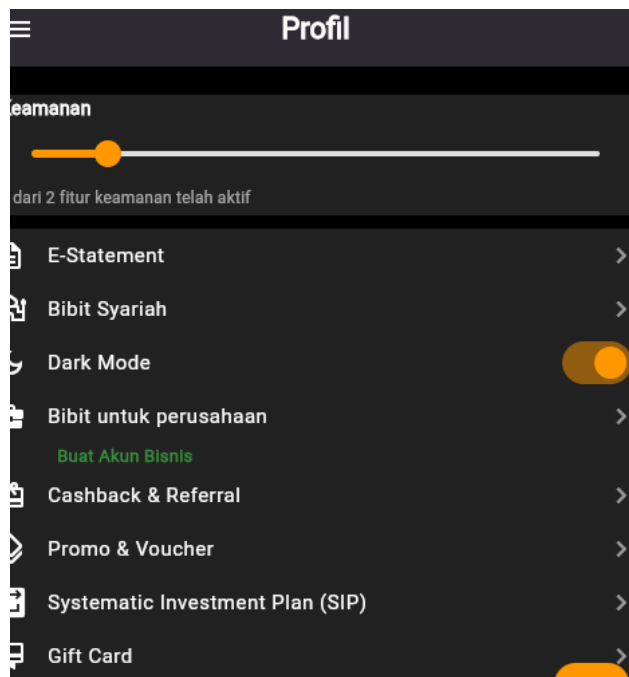 Profil
Keamanan
dari 2 fitur keamanan telah aktif
E-Statement
Bibit Syariah
Dark Mode
Bibit untuk perusahaan
Buat Akun Bisnis
Cashback & Referral
Promo & Voucher
Systematic Investment Plan (SIP)
Gift Card